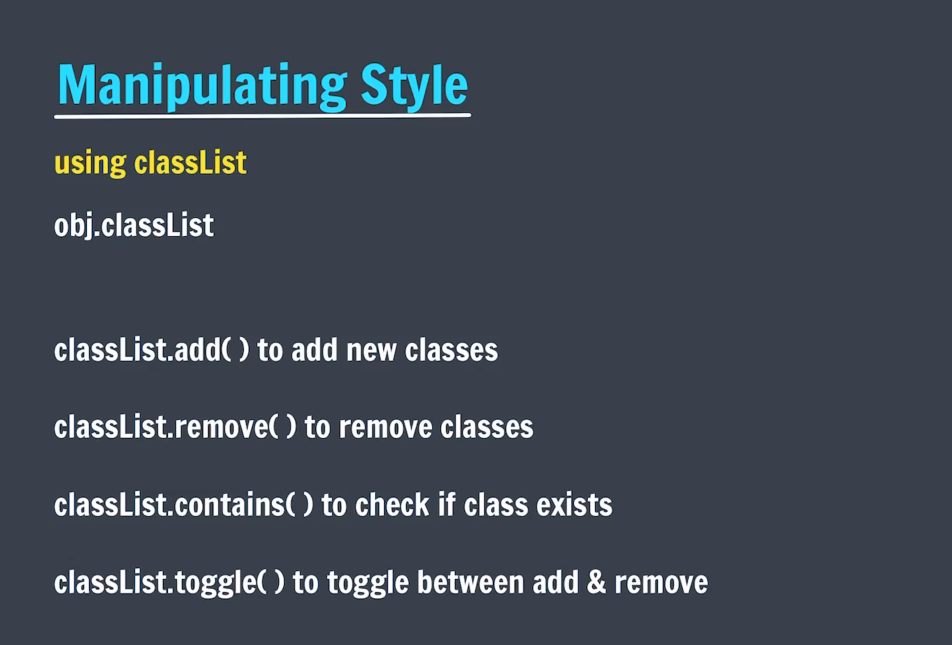 Manipulating Style
using classList
obj.classList
classList.add( ) to add new classes
classList.remove( ) to remove classes
classList.contains( ) to check if class exists
classList.toggle( ) to toggle between add & remove